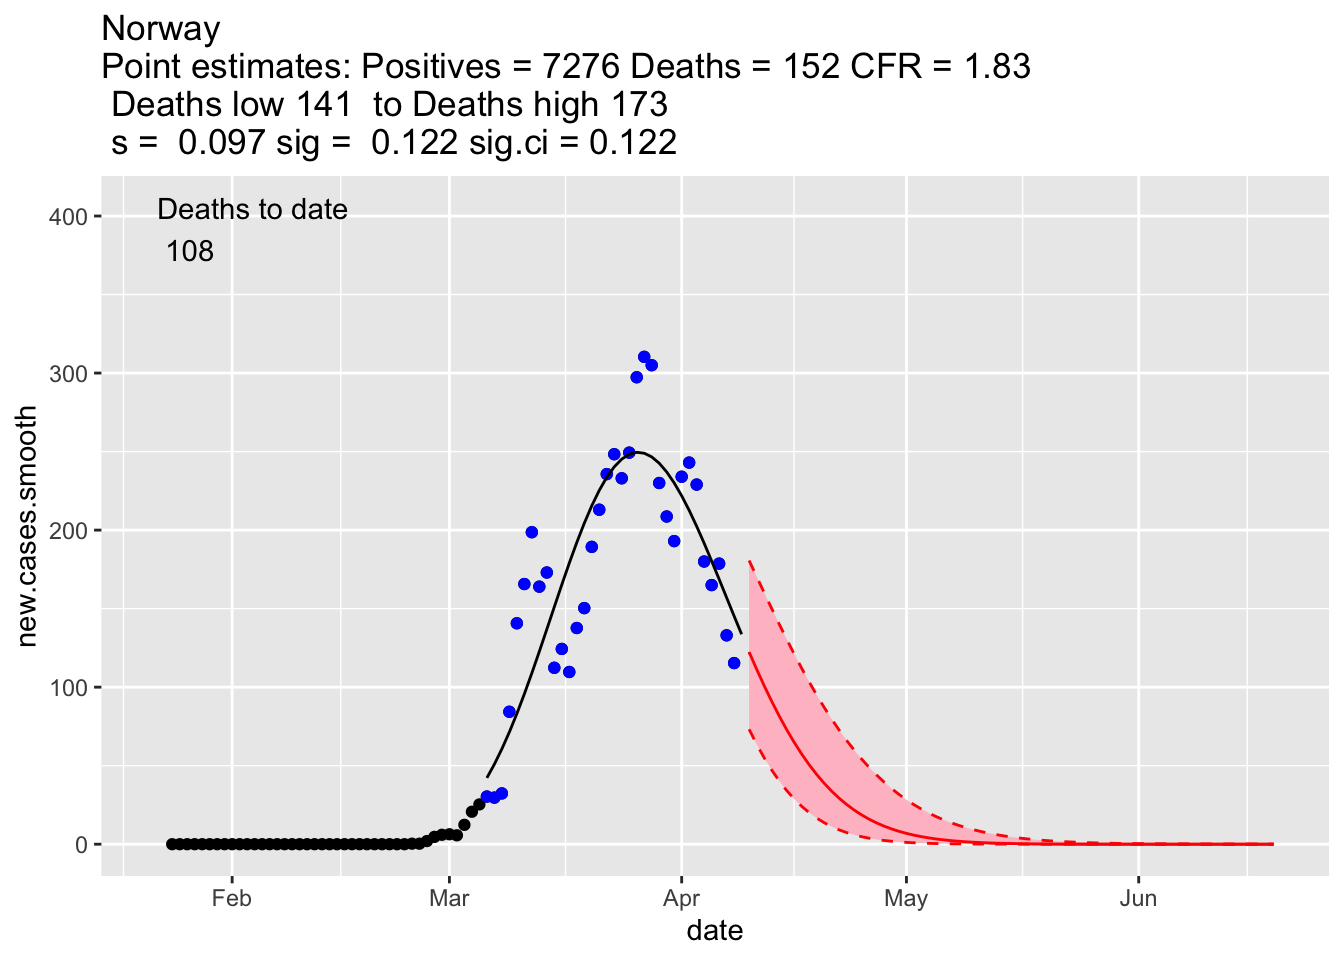 Norway
Point estimates: Positives = 7276 Deaths = 152 CFR = 1.83
Deaths low 141  to Deaths high 173
s =  0.097 sig =  0.122 sig.ci = 0.122
Deaths to date
108
400
300
200
100
0
new.cases.smooth
Feb Mar Apr May Jun
date